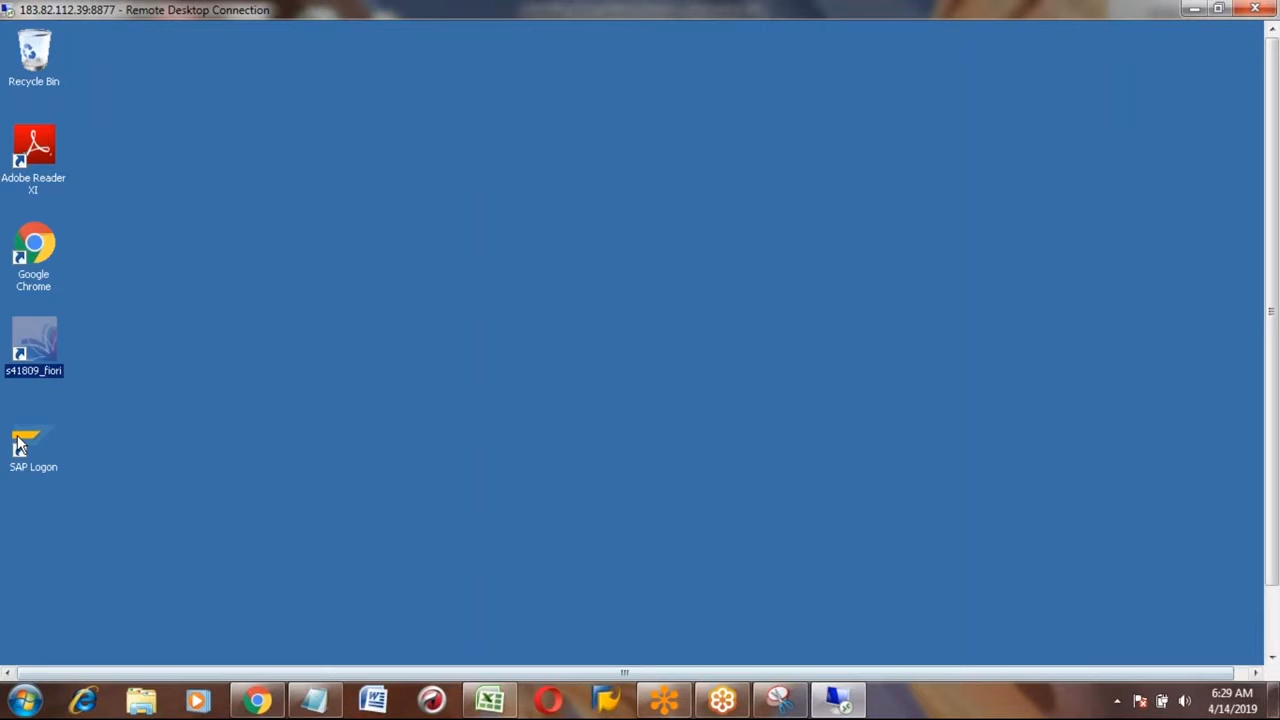 183.82.112.39:8877 - Remote Desktop Connection
Recycle Bin
Adobe Reader
XI
Google
Chrome
s41809_fiori
SAP Logon
6:29 AM
4/14/2019